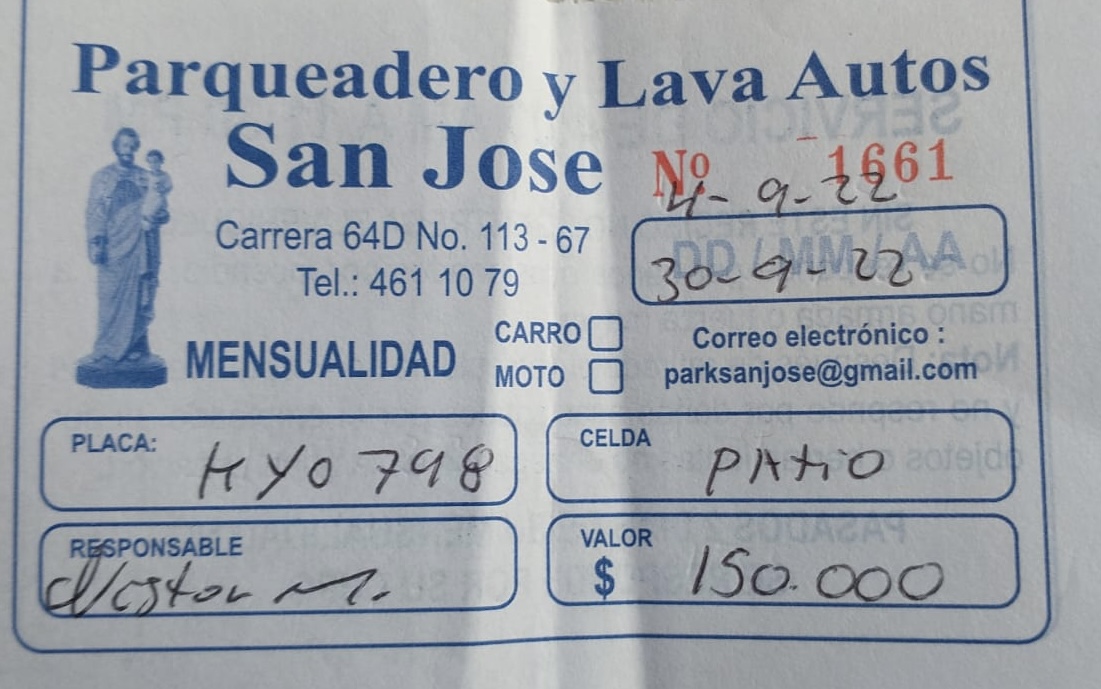 Parqueadero y Lava Autos
San Jose
Nº 1661
4-9-22
Carrera 64D No. 113 - 67
Tel.: 461 10 79
AA / MM / DD
30-9-22
MENSUALIDAD
CARRO
MOTO
Correo electrónico :
parksanjose@gmail.com
PLACA: HYO 798
CELDA PATIO
RESPONSABLE
Nestor M.
VALOR
$ 150.000